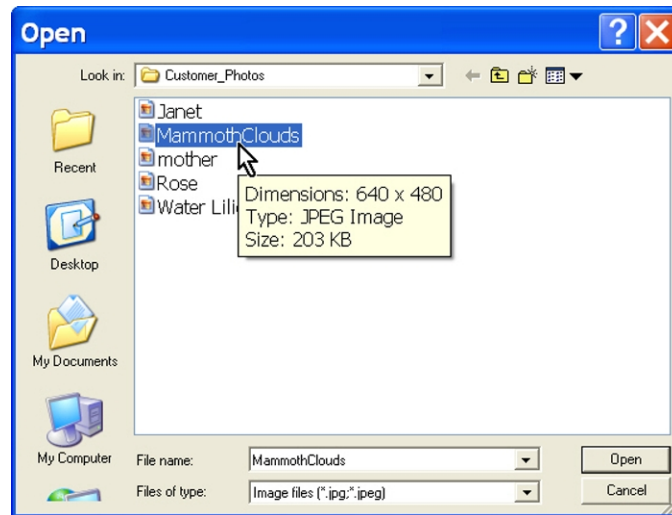 Open
Look in: Customer_Photos
Janet
MammothClouds
mother
Rose
Water Lili
Dimensions: 640 x 480
Type: JPEG Image
Size: 203 KB
Recent
Desktop
My Documents
My Computer
File name: MammothClouds Open
Files of type: Image files (*.jpg;*.jpeg) Cancel